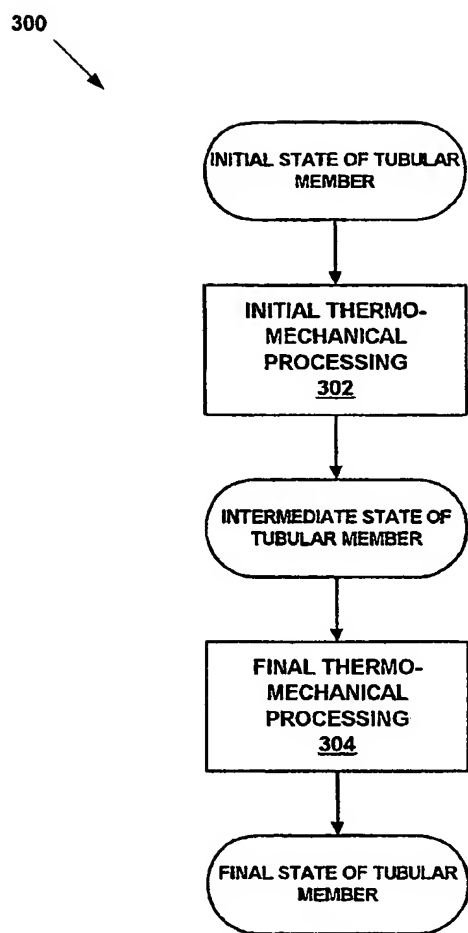 300
INITIAL STATE OF TUBULAR
MEMBER
INITIAL THERMO-
MECHANICAL
PROCESSING
302
INTERMEDIATE STATE OF
TUBULAR MEMBER
FINAL THERMO-
MECHANICAL
PROCESSING
304
FINAL STATE OF TUBULAR
MEMBER